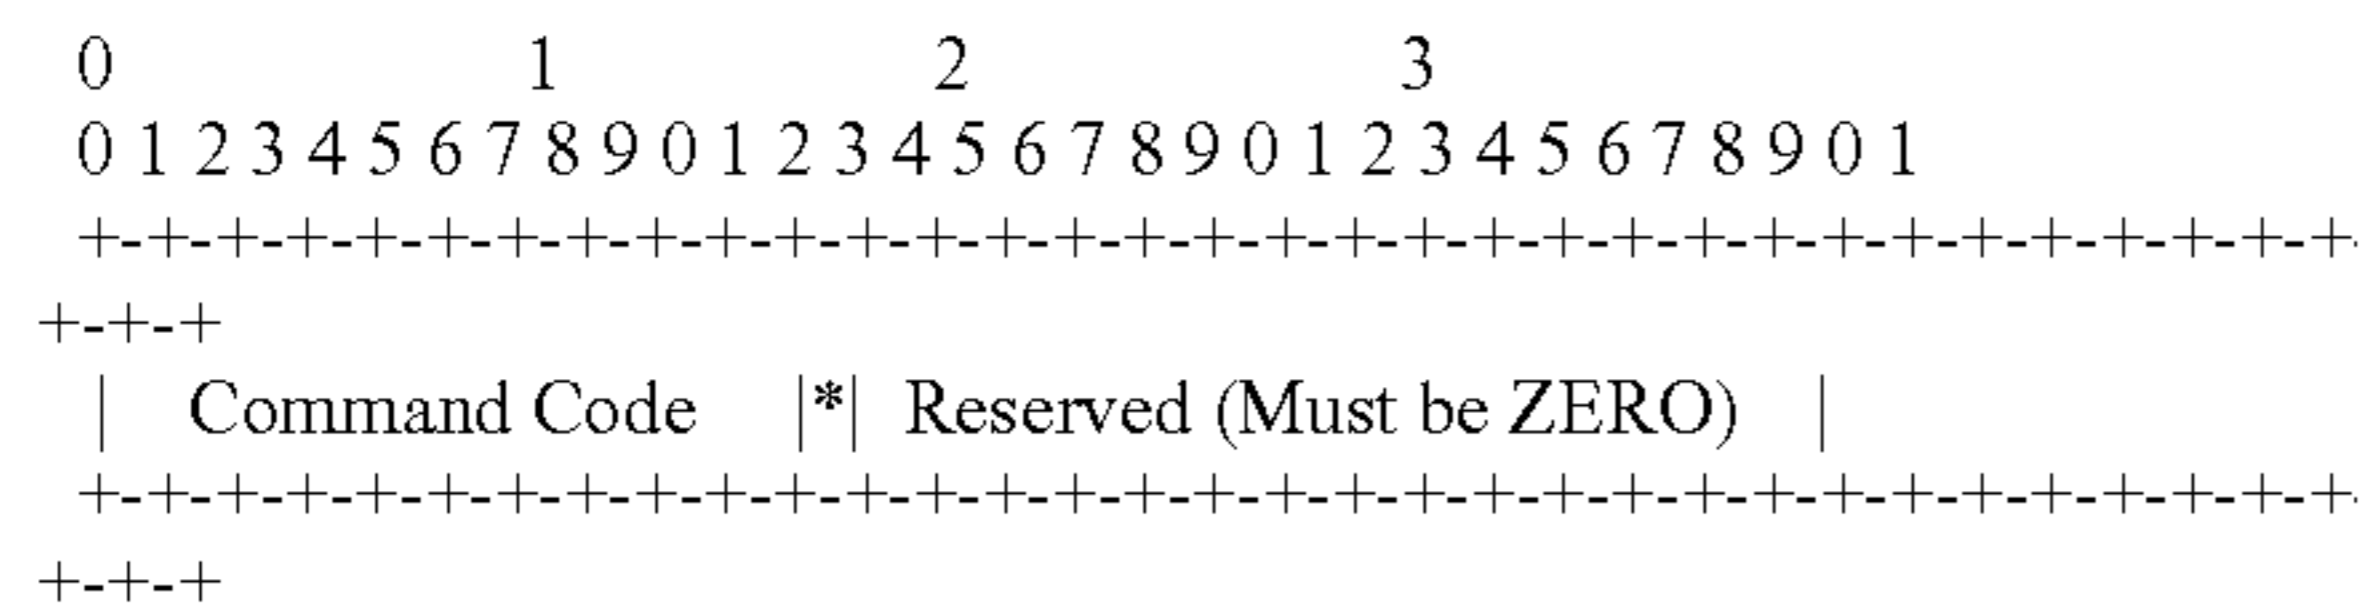 0 1 2 3
0 1 2 3 4 5 6 7 8 9 0 1 2 3 4 5 6 7 8 9 0 1 2 3 4 5 6 7 8 9 0 1
+-+-+-+-+-+-+-+-+-+-+-+-+-+-+-+-+-+-+-+-+-+-+-+-+-+-+-+-+-+-+-+-+-
+-+-+
| Command Code |*| Reserved (Must be ZERO) |
+-+-+-+-+-+-+-+-+-+-+-+-+-+-+-+-+-+-+-+-+-+-+-+-+-+-+-+-+-+-+-+-+-
+-+-+